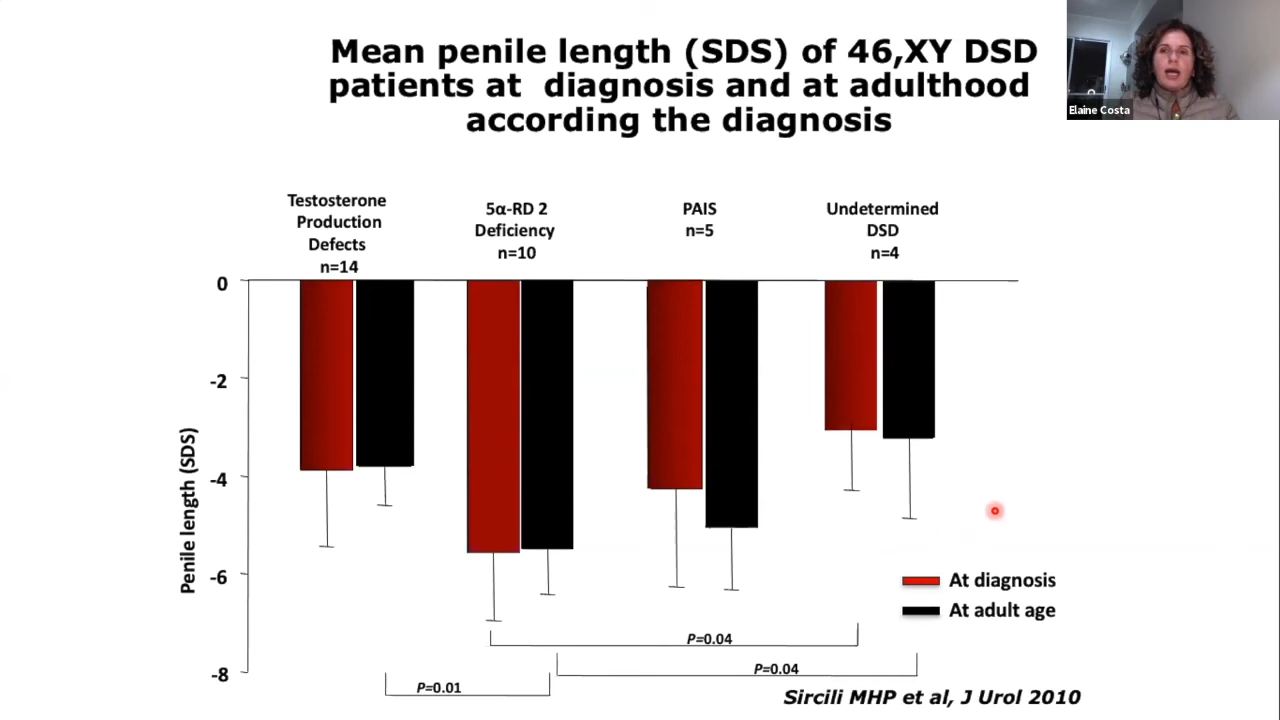 Mean penile length (SDS) of 46,XY DSD
patients at  diagnosis and at adulthood
according the diagnosis
Elaine Costa
Testosterone
Production
Defects
n=14
5α-RD 2
Deficiency
n=10
PAIS
n=5
Undetermined
DSD
n=4
Penile length (SDS)
0
-2
-4
-6
-8
At diagnosis
At adult age
P=0.04
P=0.04
P=0.01
Sircili MHP et al, J Urol 2010